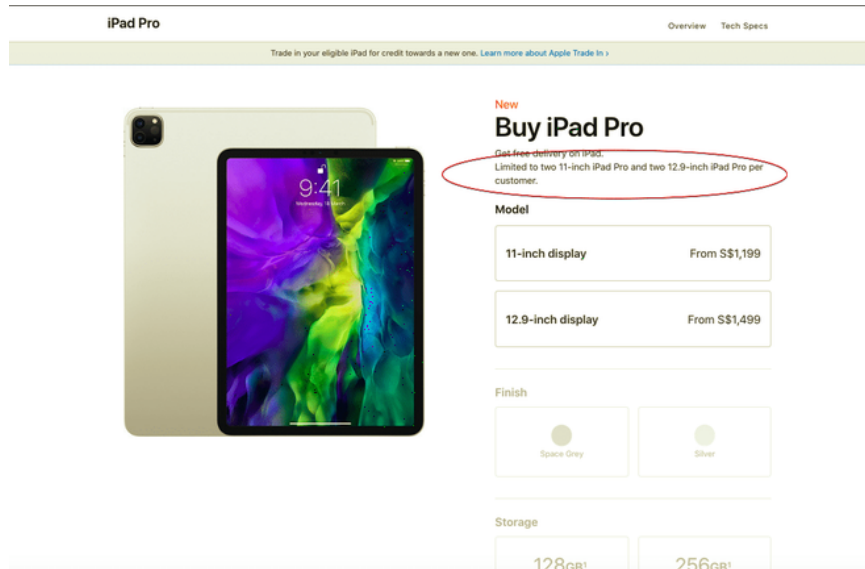 iPad Pro
Overview Tech Specs
Trade in your eligible iPad for credit towards a new one. Learn more about Apple Trade In >
New
Buy iPad Pro
Get free delivery on iPad.
Limited to two 11-inch iPad Pro and two 12.9-inch iPad Pro per
customer.
Model
11-inch display From S$1,199
12.9-inch display From S$1,499
Finish
Space Grey Silver
Storage
128GB¹ 256GB¹
9:41
Wednesday, 18 March